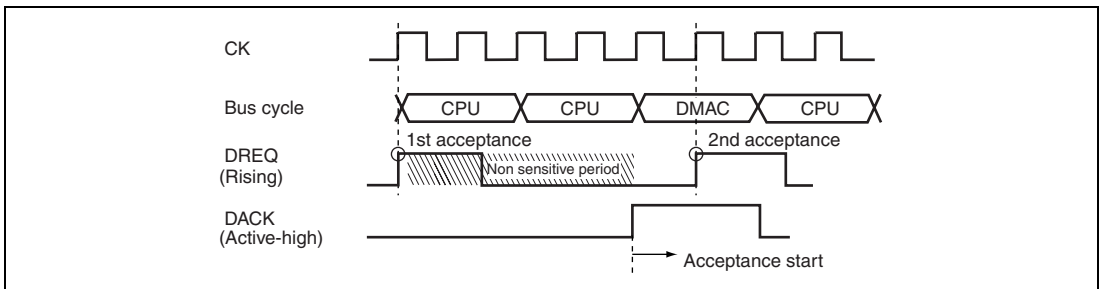 CK
Bus cycle
CPU CPU DMAC CPU
1st acceptance 2nd acceptance
DREQ
(Rising)
Non sensitive period
DACK
(Active-high)
Acceptance start